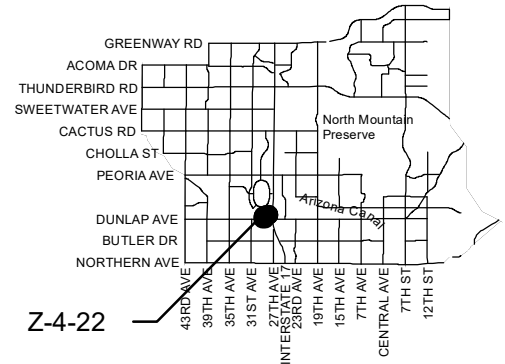 GREENWAY RD
ACOMA DR
THUNDERBIRD RD
SWEETWATER AVE
CACTUS RD
CHOLLA ST
PEORIA AVE
DUNLAP AVE
BUTLER DR
NORTHERN AVE
North Mountain
Preserve
Arizona Canal
43RD AVE
39TH AVE
35TH AVE
31ST AVE
27TH AVE
INTERSTATE 17
23RD AVE
19TH AVE
15TH AVE
7TH AVE
CENTRAL AVE
7TH ST
12TH ST
Z-4-22